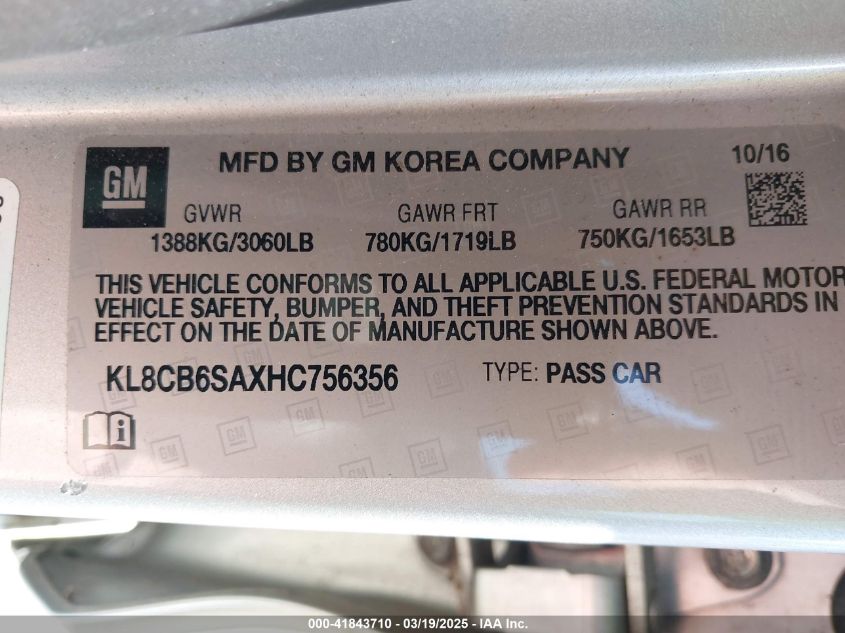 GM
MFD BY GM KOREA COMPANY
10/16
GVWR
GAWR FRT
GAWR RR
1388KG/3060LB
780KG/1719LB
750KG/1653LB
THIS VEHICLE CONFORMS TO ALL APPLICABLE U.S. FEDERAL MOTOR
VEHICLE SAFETY, BUMPER, AND THEFT PREVENTION STANDARDS IN
EFFECT ON THE DATE OF MANUFACTURE SHOWN ABOVE.
KL8CB6SAXHC756356
TYPE: PASS CAR
000-41843710 - 03/19/2025 - IAA Inc.